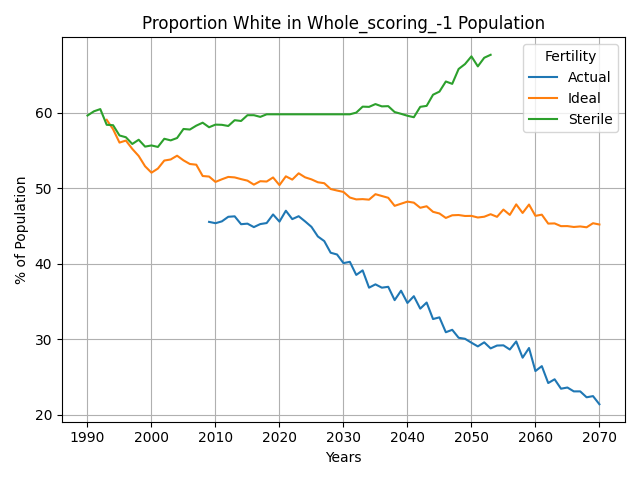 Proportion White in Whole_scoring_-1 Population
Fertility
Actual
Ideal
Sterile
% of Population
60
50
40
30
20
1990 2000 2010 2020 2030 2040 2050 2060 2070
Years